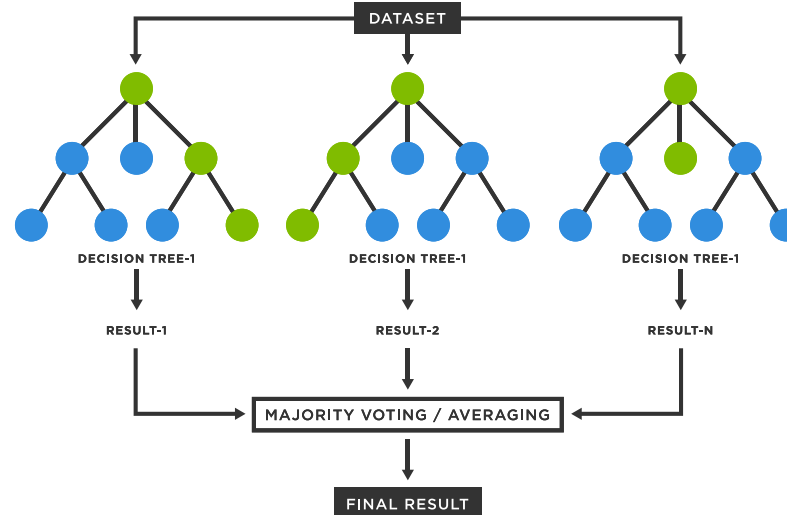 DATASET
DECISION TREE-1
DECISION TREE-1
DECISION TREE-1
RESULT-1
RESULT-2
RESULT-N
MAJORITY VOTING / AVERAGING
FINAL RESULT